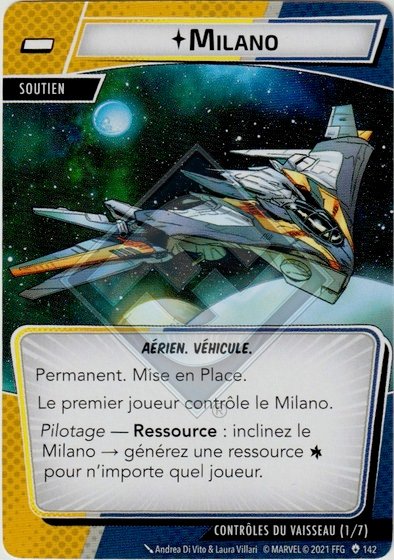 Milano
SOUTIEN
AÉRIEN. VÉHICULE.
Permanent. Mise en Place.
Le premier joueur contrôle le Milano.
Pilotage — Ressource : inclinez le
Milano → générez une ressource
pour n'importe quel joueur.
CONTRÔLES DU VAISSEAU (1/7)
Andrea Di Vito & Laura Villari © MARVEL © 2021 FFG 142